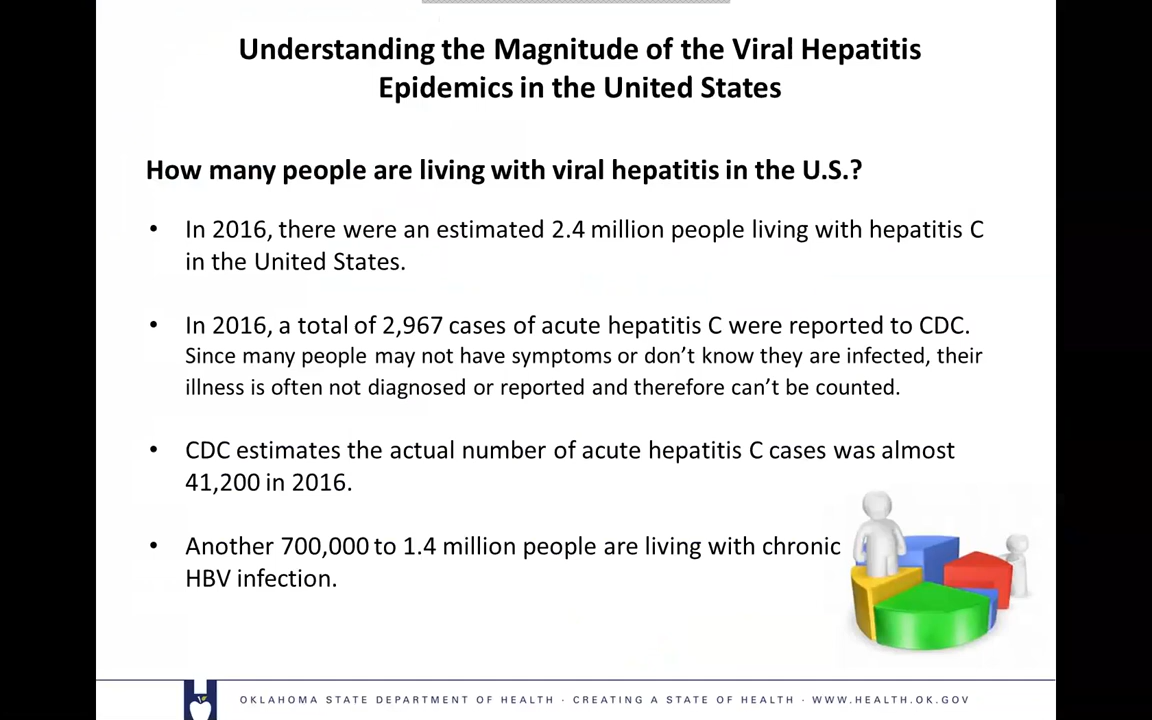 Understanding the Magnitude of the Viral Hepatitis
Epidemics in the United States
How many people are living with viral hepatitis in the U.S.?
• In 2016, there were an estimated 2.4 million people living with hepatitis C
in the United States.
• In 2016, a total of 2,967 cases of acute hepatitis C were reported to CDC.
Since many people may not have symptoms or don’t know they are infected, their
illness is often not diagnosed or reported and therefore can’t be counted.
• CDC estimates the actual number of acute hepatitis C cases was almost
41,200 in 2016.
• Another 700,000 to 1.4 million people are living with chronic
HBV infection.
OKLAHOMA STATE DEPARTMENT OF HEALTH · CREATING A STATE OF HEALTH · WWW.HEALTH.OK.GOV